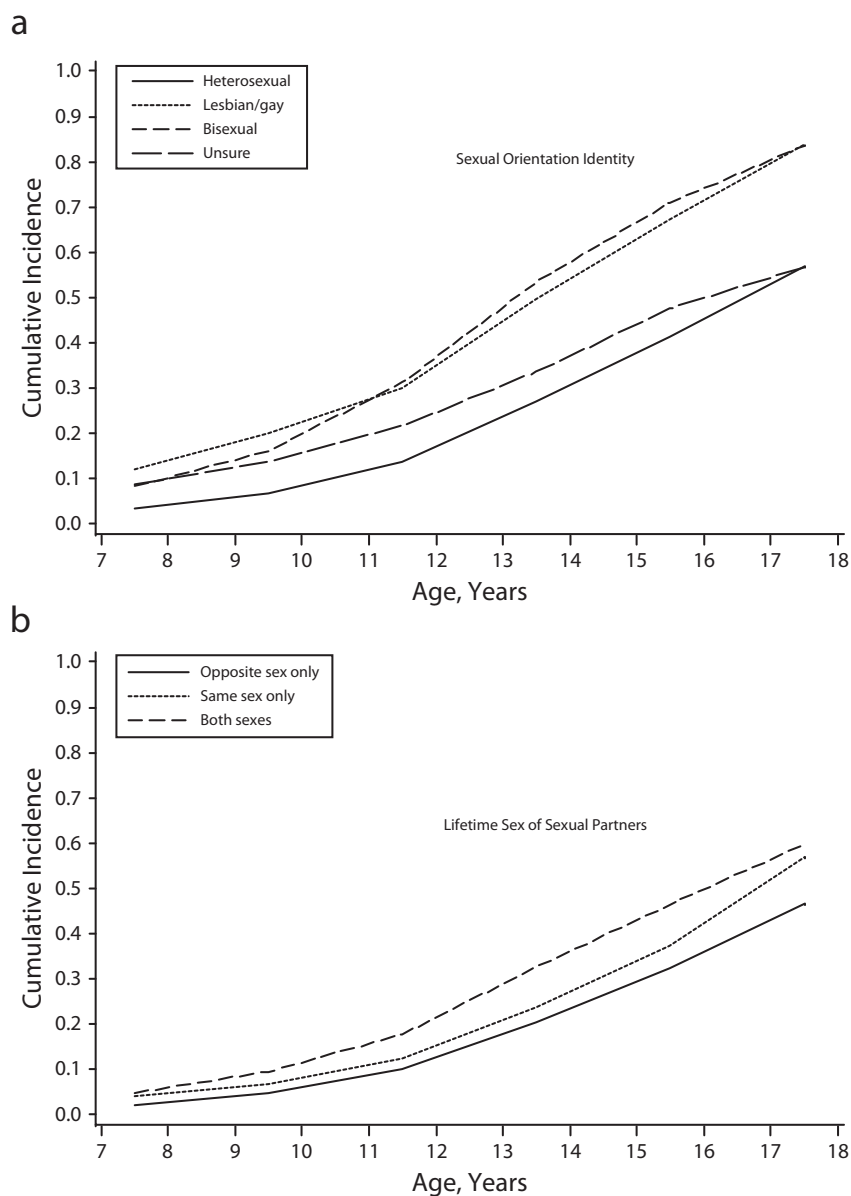 a
1.0
Heterosexual
Lesbian/gay
0.9
Bisexual
Unsure
0.8
Sexual Orientation Identity
0.7
0.6
0.5
0.4
0.3
0.2
0.1
0.0
Cumulative Incidence
7 8 9 10 11 12 13 14 15 16 17 18
Age, Years
b
1.0
Opposite sex only
Same sex only
0.9
Both sexes
0.8
0.7
Lifetime Sex of Sexual Partners
0.6
0.5
0.4
0.3
0.2
0.1
0.0
Cumulative Incidence
7 8 9 10 11 12 13 14 15 16 17 18
Age, Years